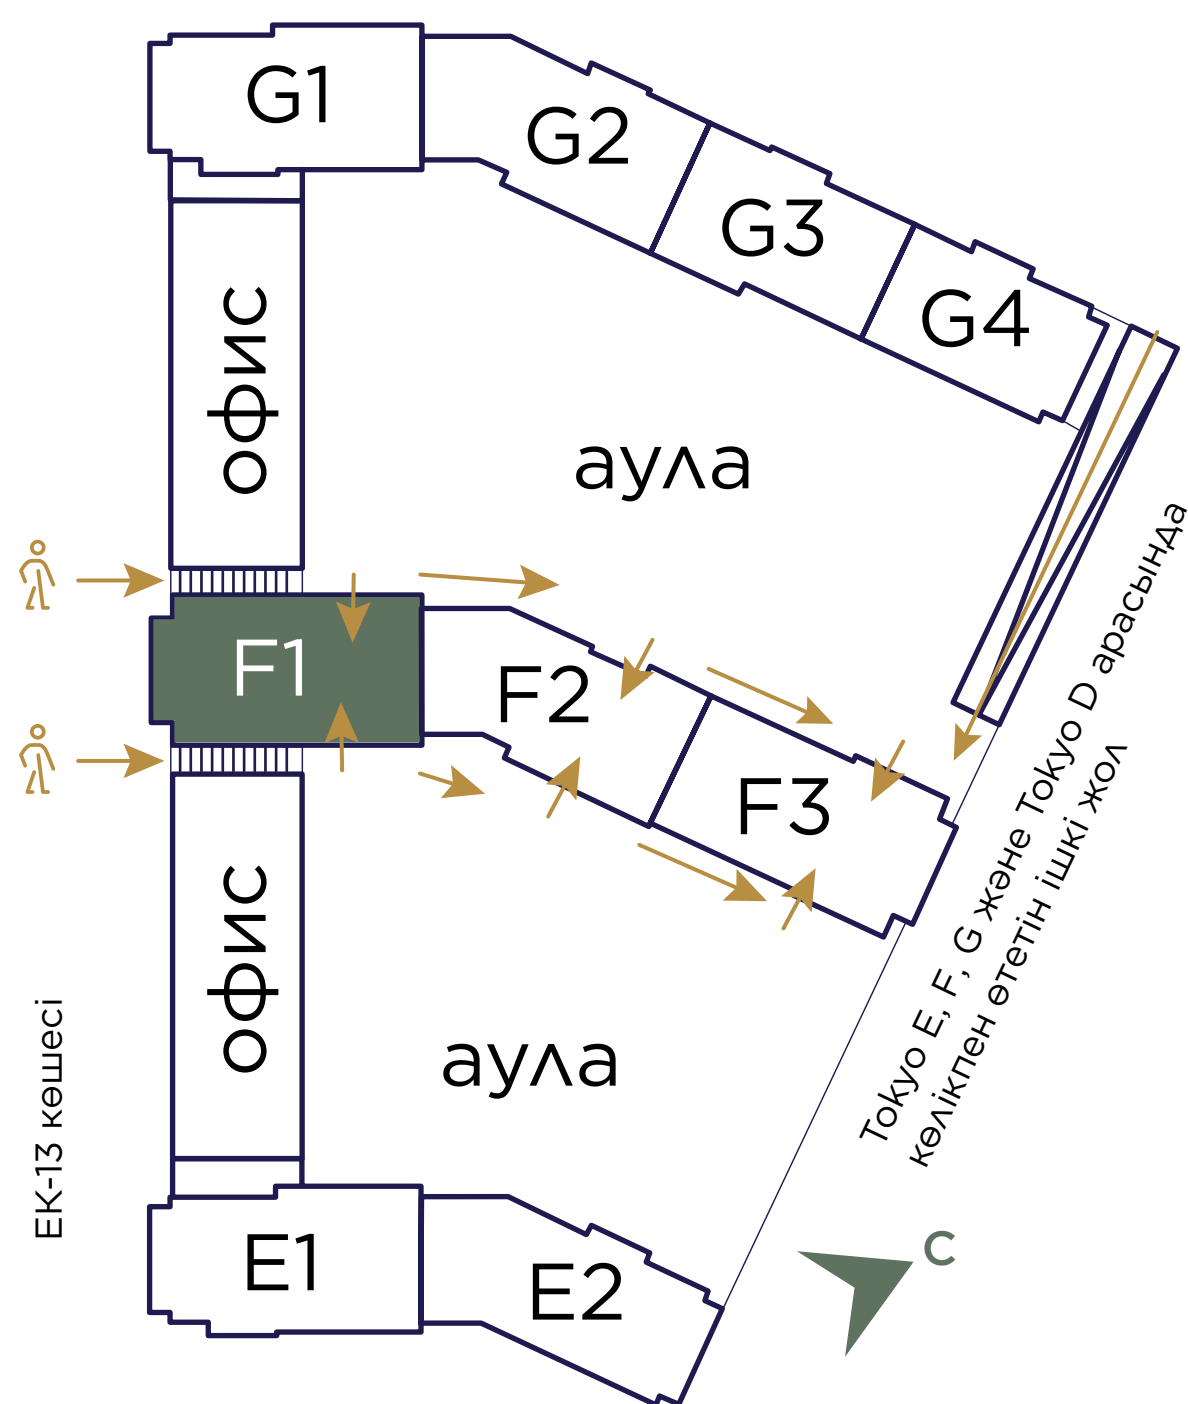 G1
G2
G3
G4
офис
аула
F1
F2
F3
офис
аула
ЕК-13 көшесі
Tokyo E, F, G және Tokyo D арасында
көлікпен өтетін ішкі жол
E1
E2
С